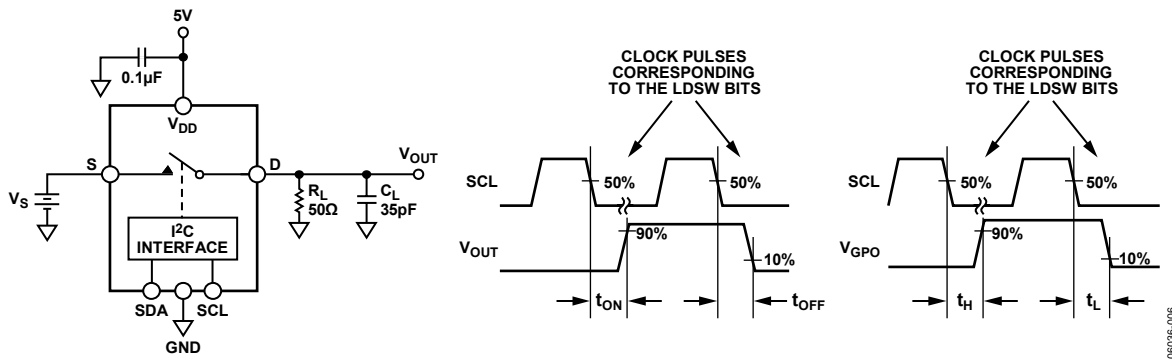 5V
0.1µF
VDD
S
D
VOUT
VS
RL
50Ω
CL
35pF
I2C
INTERFACE
SDA
SCL
GND
CLOCK PULSES
CORRESPONDING
TO THE LDSW BITS
SCL
50%
50%
VOUT
90%
10%
tON
tOFF
CLOCK PULSES
CORRESPONDING
TO THE LDSW BITS
SCL
50%
50%
VGPO
90%
10%
tH
tL
06036-006